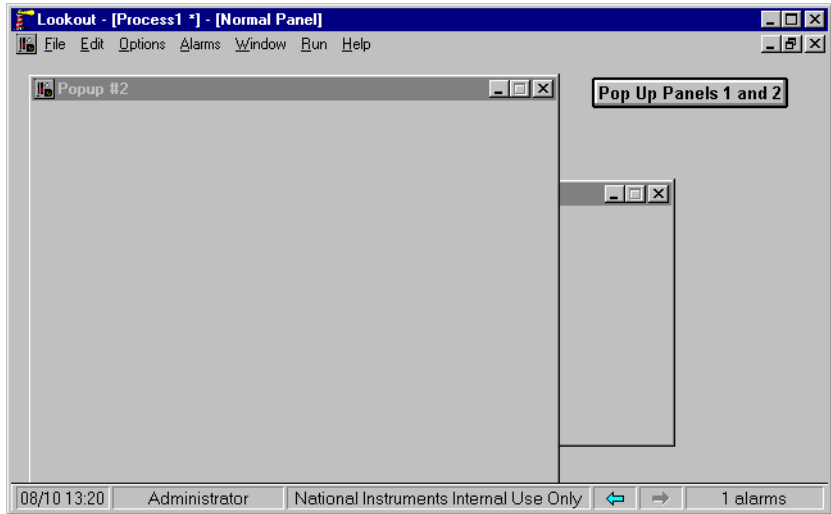 Lookout - [Process1 *] - [Normal Panel]
File Edit Options Alarms Window Run Help
Popup #2
Pop Up Panels 1 and 2
08/10 13:20 Administrator National Instruments Internal Use Only 1 alarms